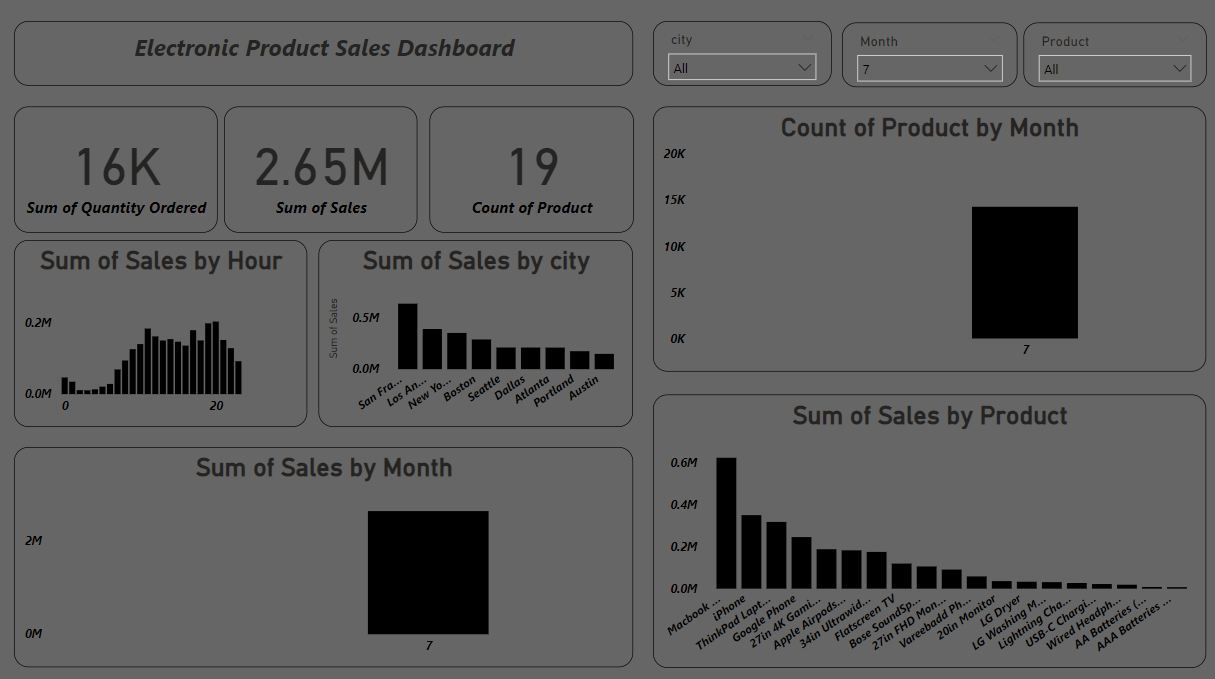 Electronic Product Sales Dashboard
city
All
Month
7
Product
All
16K
Sum of Quantity Ordered
2.65M
Sum of Sales
19
Count of Product
Count of Product by Month
20K
15K
10K
5K
0K
7
Sum of Sales by Hour
0.2M
0.0M
0
20
Sum of Sales by city
Sum of Sales
0.5M
0.0M
San Fra...
Los An...
New Yo...
Boston
Seattle
Dallas
Atlanta
Portland
Austin
Sum of Sales by Month
2M
0M
7
Sum of Sales by Product
0.6M
0.4M
0.2M
0.0M
Macbook ...
iPhone
ThinkPad Lapt...
Google Phone
27in 4K Gami...
Apple Airpods...
34in Ultrawid...
Flatscreen TV
Bose SoundSp...
27in FHD Mon...
Vareebadd Ph...
20in Monitor
LG Dryer
LG Washing M...
Lightning Cha...
USB-C Chargi...
Wired Headph...
AA Batteries (...
AAA Batteries ...